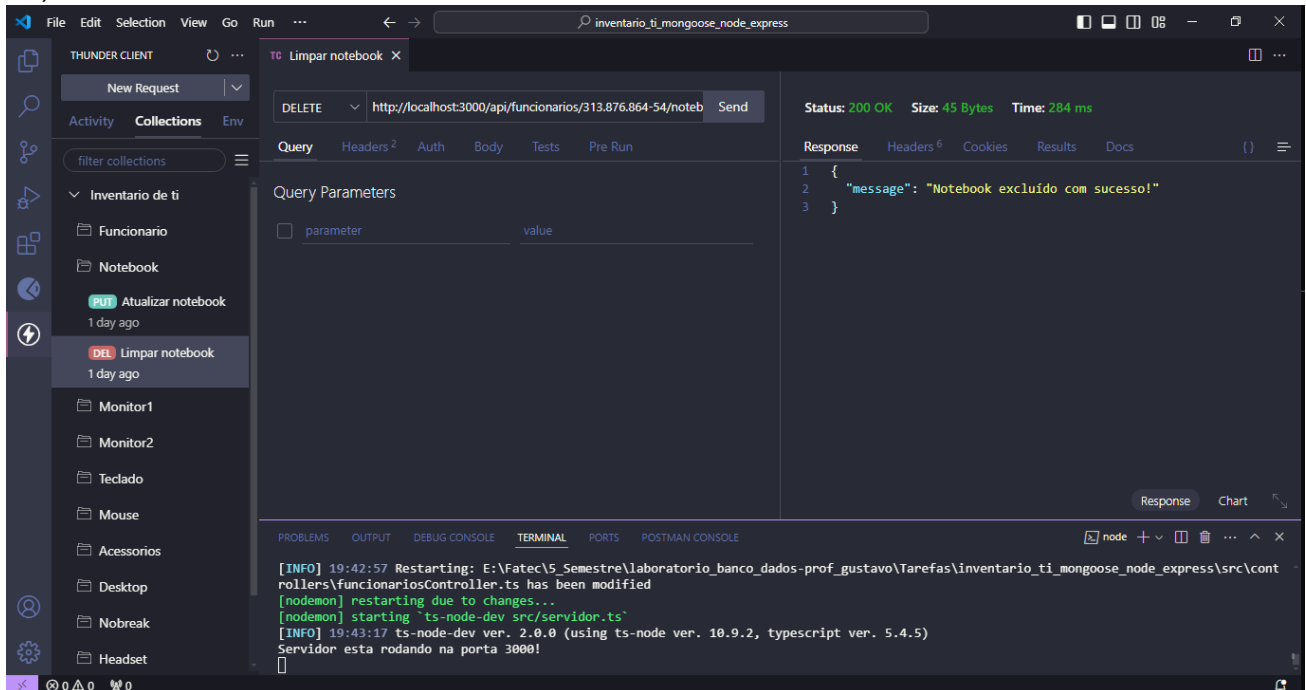 File Edit Selection View Go Run ··· inventario_ti_mongoose_node_express
THUNDER CLIENT ···
New Request
Activity Collections Env
filter collections
Inventario de ti
Funcionario
Notebook
PUT Atualizar notebook
1 day ago
DEL Limpar notebook
1 day ago
Monitor1
Monitor2
Teclado
Mouse
Acessorios
Desktop
Nobreak
Headset
TC Limpar notebook
DELETE http://localhost:3000/api/funcionarios/313.876.864-54/noteb Send
Query Headers 2 Auth Body Tests Pre Run
Query Parameters
parameter value
Status: 200 OK Size: 45 Bytes Time: 284 ms
Response Headers 6 Cookies Results Docs {}
1 {
2 "message": "Notebook excluído com sucesso!"
3 }
Response Chart
PROBLEMS OUTPUT DEBUG CONSOLE TERMINAL PORTS POSTMAN CONSOLE node ···
[INFO] 19:42:57 Restarting: E:\Fatec\5_Semestre\laboratorio_banco_dados-prof_gustavo\Tarefas\inventario_ti_mongoose_node_express\src\cont
rollers\funcionariosController.ts has been modified
[nodemon] restarting due to changes...
[nodemon] starting `ts-node-dev src/servidor.ts`
[INFO] 19:43:17 ts-node-dev ver. 2.0.0 (using ts-node ver. 10.9.2, typescript ver. 5.4.5)
Servidor esta rodando na porta 3000!
0 0 0